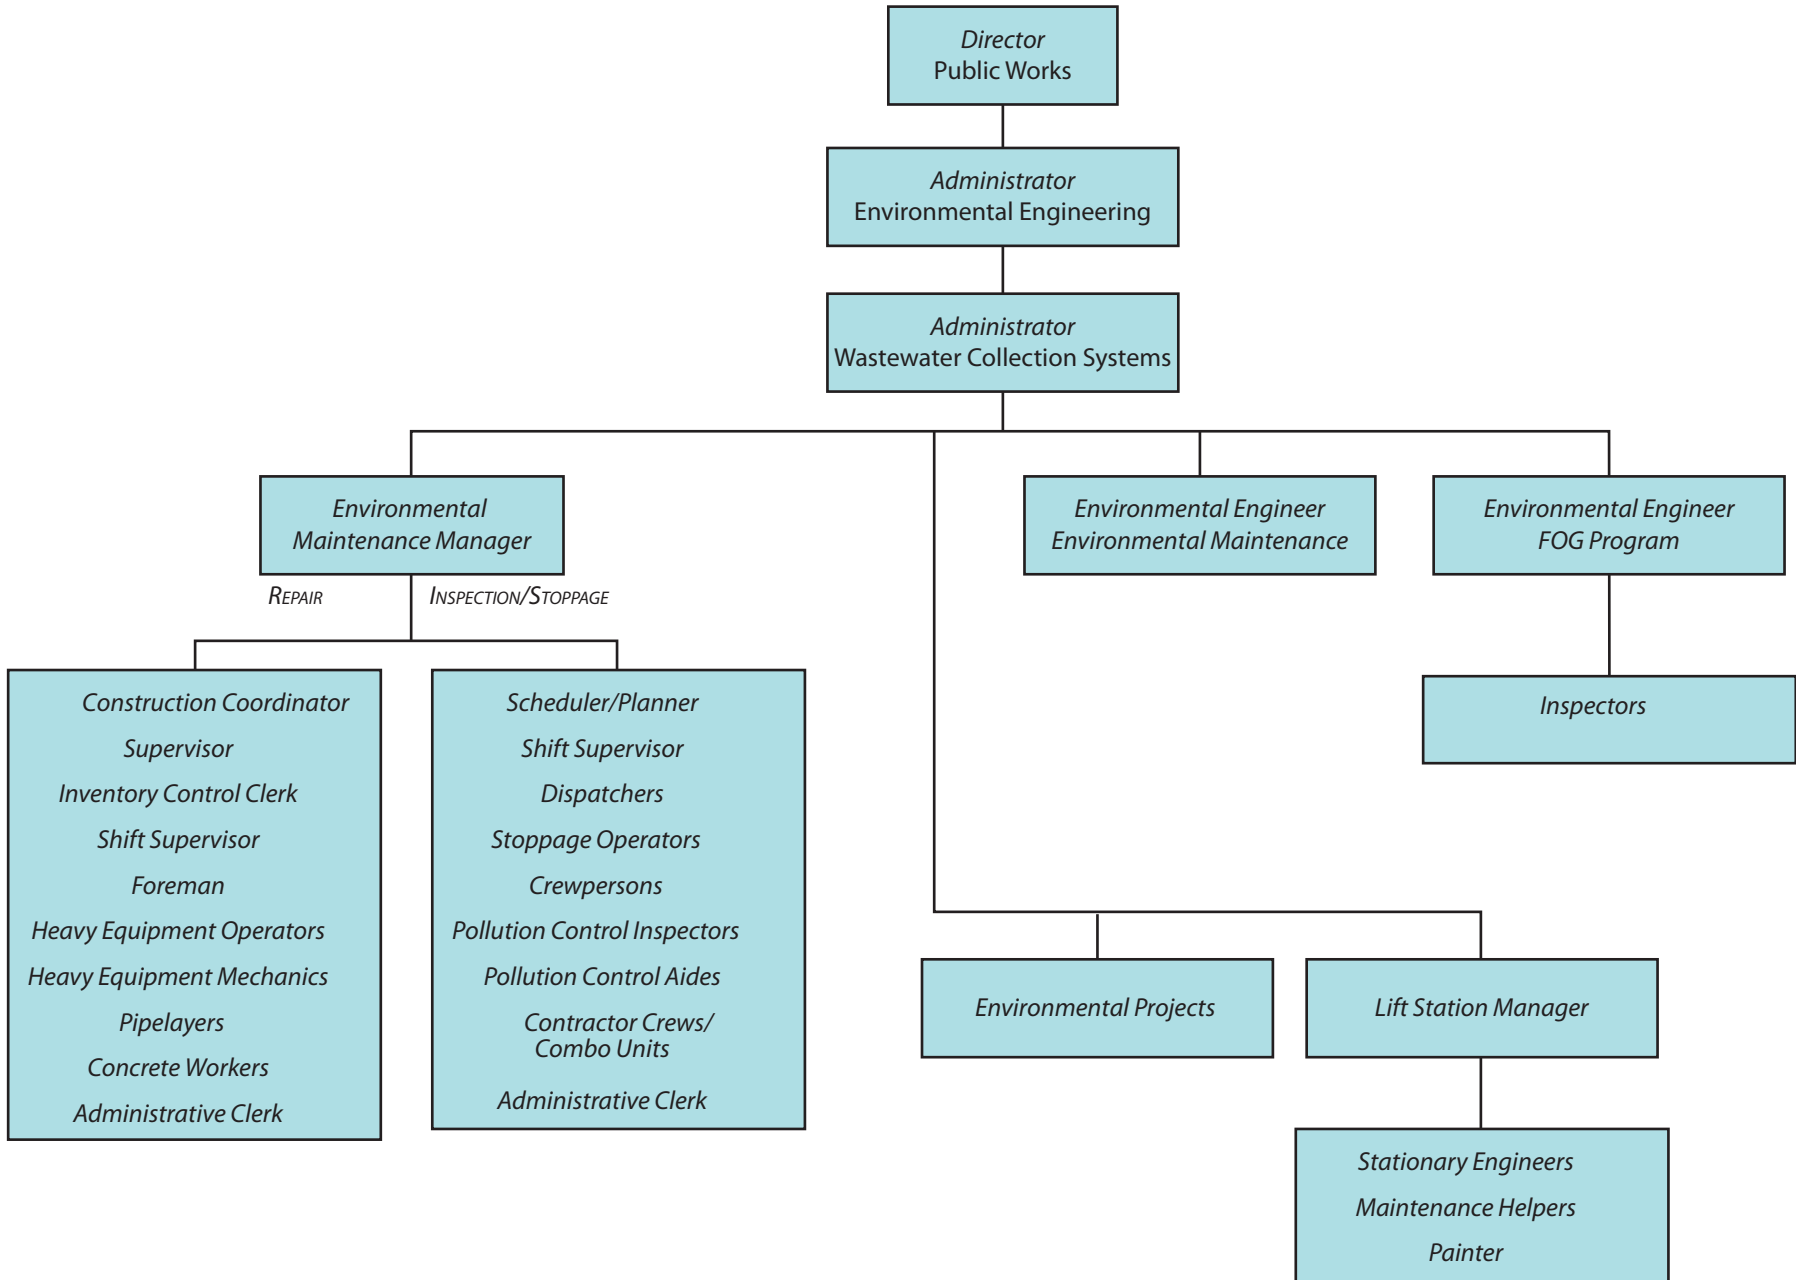 Director
Public Works
Administrator
Environmental Engineering
Administrator
Wastewater Collection Systems
Environmental
Maintenance Manager
Environmental Engineer
Environmental Maintenance
Environmental Engineer
FOG Program
REPAIR
INSPECTION/STOPPAGE
Construction Coordinator
Supervisor
Inventory Control Clerk
Shift Supervisor
Foreman
Heavy Equipment Operators
Heavy Equipment Mechanics
Pipelayers
Concrete Workers
Administrative Clerk
Scheduler/Planner
Shift Supervisor
Dispatchers
Stoppage Operators
Crewpersons
Pollution Control Inspectors
Pollution Control Aides
Contractor Crews/
Combo Units
Administrative Clerk
Inspectors
Environmental Projects
Lift Station Manager
Stationary Engineers
Maintenance Helpers
Painter